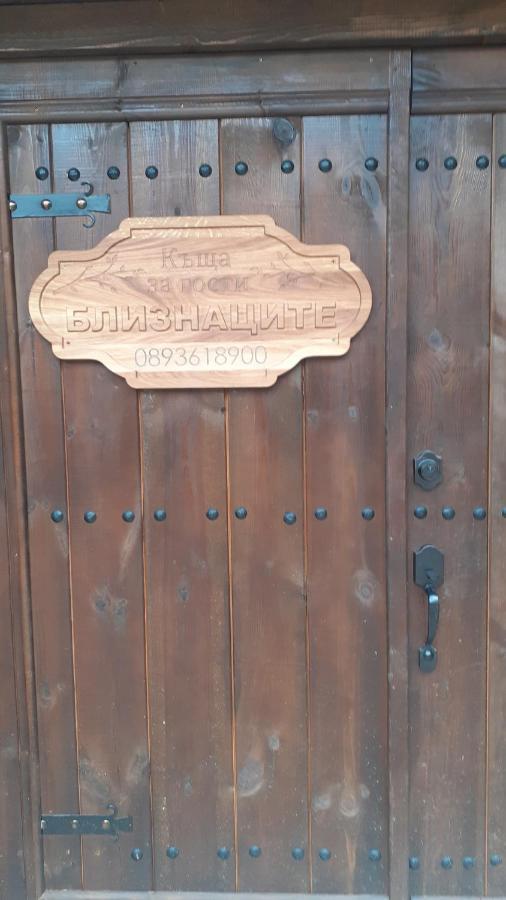 Къща
за гости
БЛИЗНАЦИТЕ
0893618900